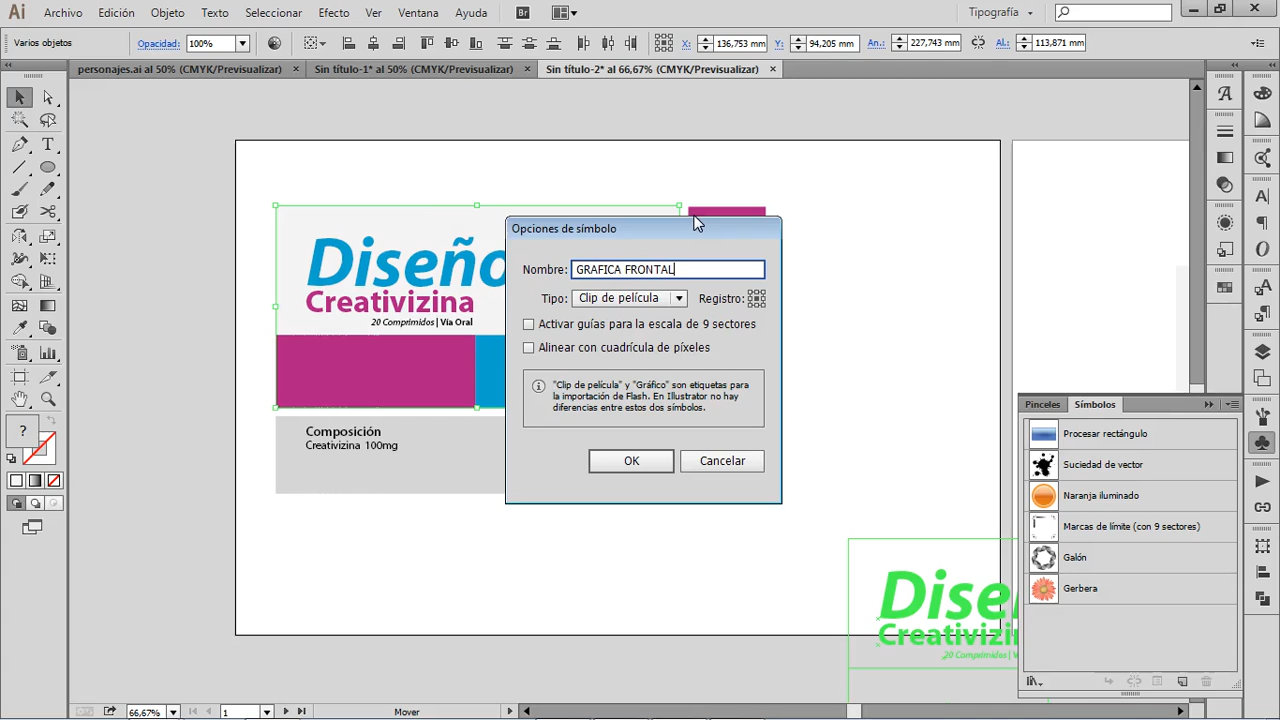 Ai Archivo Edición Objeto Texto Seleccionar Efecto Ver Ventana Ayuda Br Tipografía
Varios objetos Opacidad: 100% X: 136,753 mm Y: 94,205 mm An.: 227,743 mm Al.: 113,871 mm
personajes.ai al 50% (CMYK/Previsualizar) × Sin título-1* al 50% (CMYK/Previsualizar) × Sin título-2* al 66,67% (CMYK/Previsualizar) ×
Diseño
Creativizina
20 Comprimidos | Vía Oral
Composición
Creativizina 100mg
Opciones de símbolo
Nombre: GRAFICA FRONTAL
Tipo: Clip de película Registro:
Activar guías para la escala de 9 sectores
Alinear con cuadrícula de píxeles
"Clip de película" y "Gráfico" son etiquetas para
la importación de Flash. En Illustrator no hay
diferencias entre estos dos símbolos.
OK Cancelar
Pinceles Símbolos
Procesar rectángulo
Suciedad de vector
Naranja iluminado
Marcas de límite (con 9 sectores)
Galón
Gerbera
Creativizi
20 Comprimidos | V
?
66,67% 1 Mover